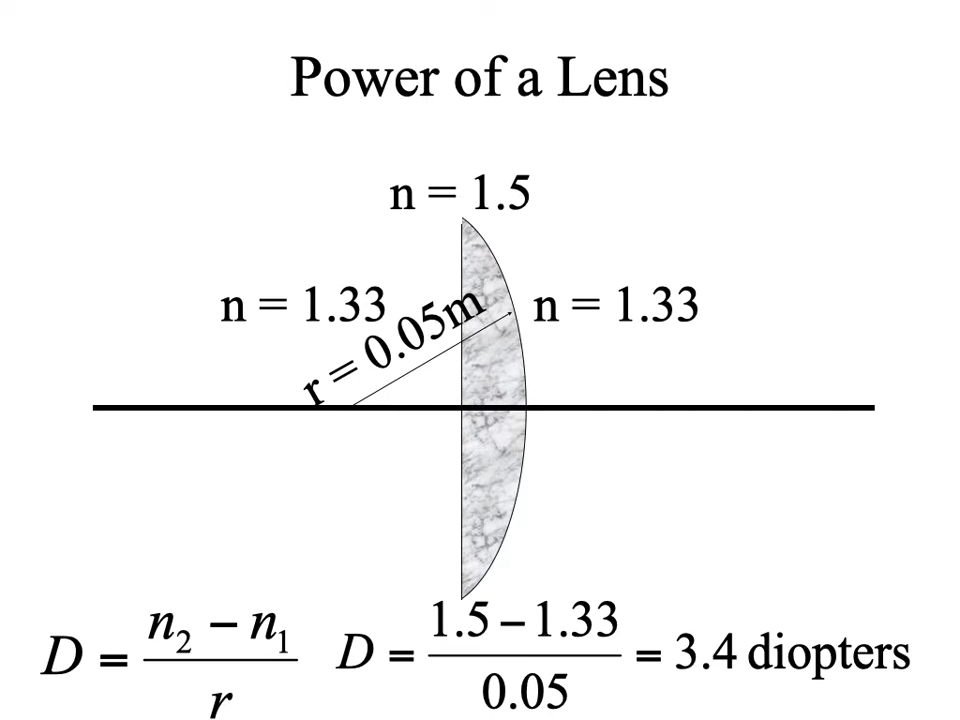 Power of a Lens
n = 1.5
n = 1.33
r = 0.05m
n = 1.33
D = n₂ − n₁ / r
D = 1.5 − 1.33 / 0.05 = 3.4 diopters